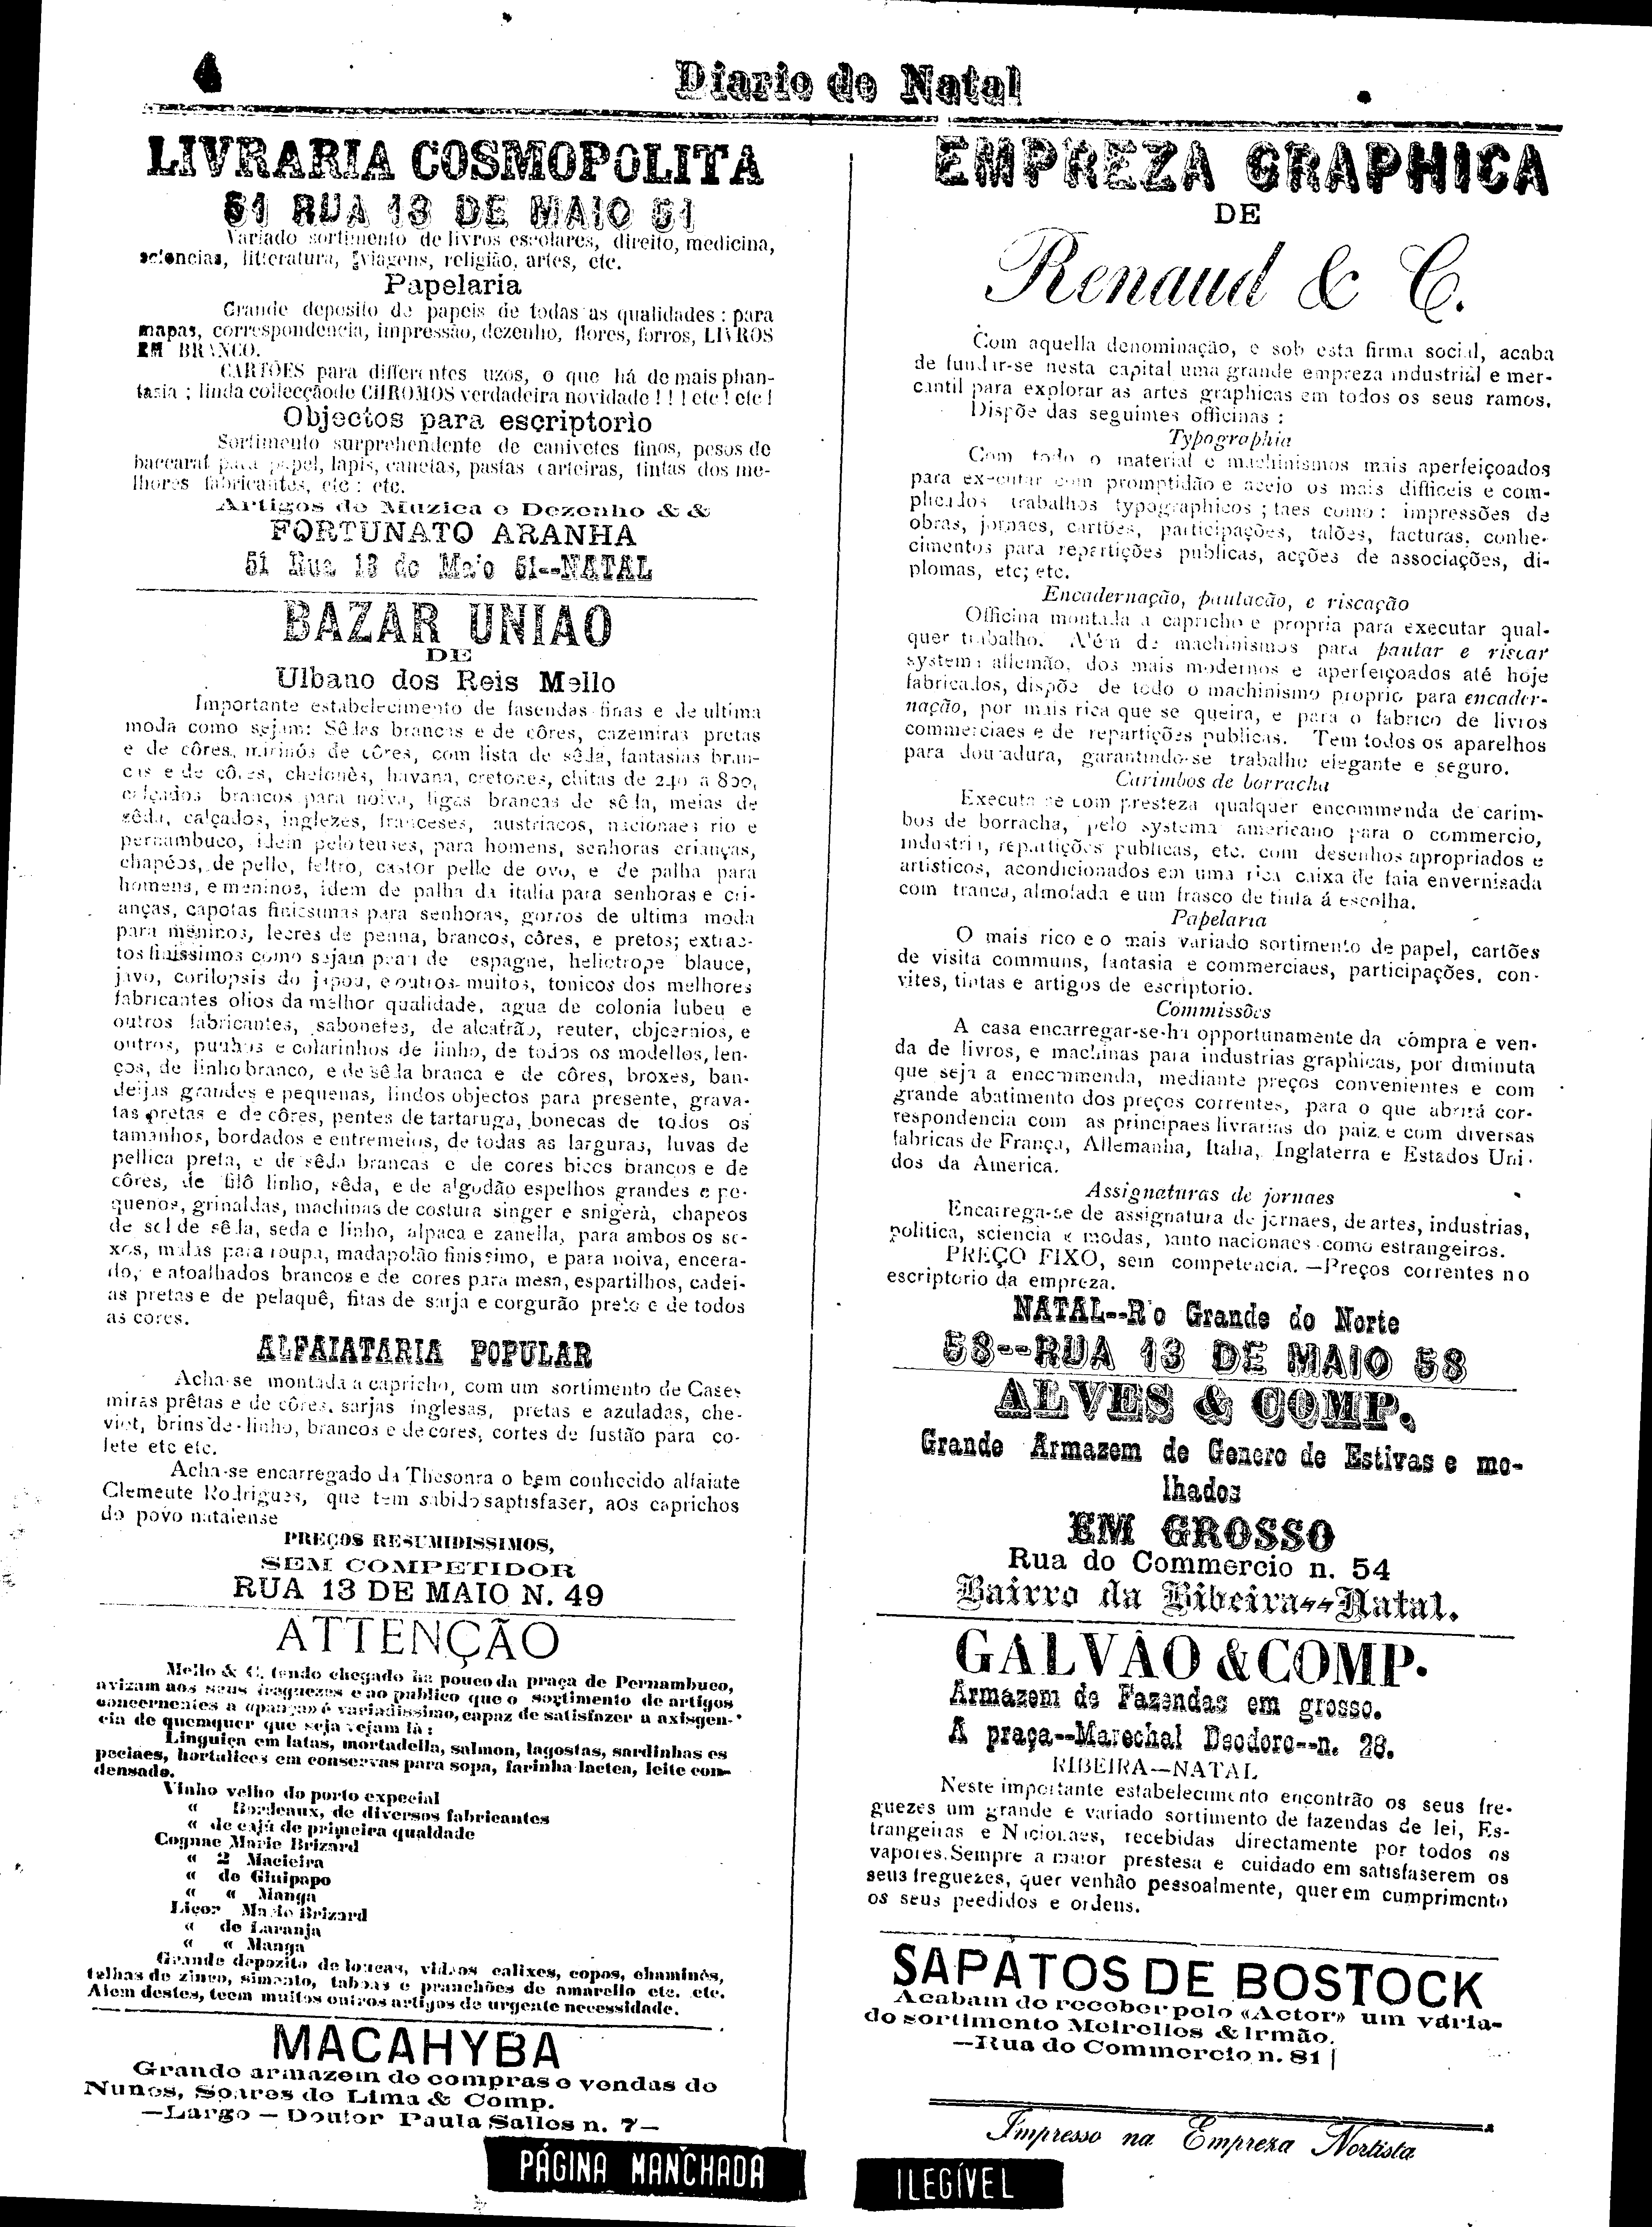 4
Diario do Natal
LIVRARIA COSMOPOLITA
51 RUA 13 DE MAIO 51
Variado sortimento de livros escolares, direito, medicina,
sciencias, litteratura, viagens, religião, artes, etc.
Papelaria
Grande deposito de papeis de todas as qualidades : para
mapas, correspondencia, impressão, dezenho, flores, forros, LIVROS
EM BRANCO.
CARTÕES para differentes uzos, o que há de mais phan-
tasia ; linda collecçãode CHROMOS verdadeira novidade ! ! ! etc ! etc !
Objectos para escriptorio
Sortimento surprehendente de canivetes finos, pesos de
baccarat para papel, lapis, canetas, pastas carteiras, tintas dos me-
lhores fabricantes, etc : etc.
Artigos de Muzica e Dezenho & &
FORTUNATO ARANHA
51 Rua 13 de Maio 51--NATAL
BAZAR UNIAO
DE
Ulbano dos Reis Mello
Importante estabelecimento de fasendas finas e de ultima
moda como sejam: Sêdas brancas e de côres, cazemiras pretas
e de côres, mirinós de côres, com lista de sêda, fantasias bran-
cas e de côres, chelonês, havana, cretones, chitas de 240 a 800,
calçados brancos para noiva, ligas brancas de sêda, meias de
sêda, calçados, inglezes, francezes, austriacos, nacionaes rio e
pernambuco, idem pelotenses, para homens, senhoras crianças,
chapéos, de pello, feltro, castor pelle de ovo, e de palha para
homens, e meninos, idem de palha da italia para senhoras e cri-
anças, capotas finissimas para senhoras, gorros de ultima moda
para meninos, lecres de penna, brancos, côres, e pretos; extrac-
tos finissimos como sejam peau de espagne, helictrope blauce,
javo, corilopsis do japou, e outros muitos, tonicos dos melhores
fabricantes olios da melhor qualidade, agua de colonia lubeu e
outros fabricantes, sabonetes, de alcatrão, reuter, e
outros, punhos e colarinhos de linho, de todos os modellos, len-
ços, de linho branco, e de sêda branca e de côres, broxes, ban-
deijas grandes e pequenas, lindos objectos para presente, grava-
tas pretas e de côres, pentes de tartaruga, bonecas de todos os
tamanhos, bordados e entremeios, de todas as larguras, luvas de
pellica preta, e de sêda brancas e de cores bicos brancos e de
côres, de filô linho, sêda, e de algodão espelhos grandes e pe-
quenos, grinaldas, machinas de costura singer e snigerà, chapeos
de sol de sêda, seda e linho, alpaca e zanella, para ambos os se-
xos, malas para roupa, madapolão finissimo, e para noiva, encera-
do, e atoalhados brancos e de cores para mesa, espartilhos, cadei-
as pretas e de pelaquê, fitas de sarja e corgurão preto e de todos
as cores.
ALFAIATARIA POPULAR
Acha-se montada a capricho, com um sortimento de Cases
miras prêtas e de côres, sarjas inglesas, pretas e azuladas, che-
viot, brins de-linho, brancos e de cores, cortes de fustão para co-
lete etc etc.
Acha-se encarregado da Thesoura o bem conhecido alfaiate
Clemente Rodrigues, que tem sabido saptisfaser, aos caprichos
do povo nataiense
PREÇOS RESUMIDISSIMOS,
SEM COMPETIDOR
RUA 13 DE MAIO N. 49
ATTENÇÃO
Mello & C. tendo chegado ha pouco da praça de Pernambuco,
avizam aos seus freguezes e ao publico que o sortimento de artigos
concernentes a é variadissimo, capaz de satisfazer a axisgen-
cia de quemquer que seja vejam lá :
Linguiça em latas, mortadella, salmon, lagostas, sardinhas es
peciaes, hortalices em conservas para sopa, farinha lactea, leite con-
densado.
Vinho velho do porto expecial
« Bordeaux, de diversos fabricantes
« de cajú de primeira qualdade
Cognac Marie Brizard
« 2 Macieira
« de Giuipapo
« « Manga
Licor Marie Brizard
« de Laranja
« « Manga
Grande depozito de loucas, vidros calixes, copos, chaminés,
telhas de zinco, simento, taboas e pranchões de amarello etc. etc.
Alem destes, teem muitos outros artigos de urgente necessidade.
MACAHYBA
Grande armazem de compras e vendas de
Nunes, Soares de Lima & Comp.
—Largo — Doutor Paula Salles n. 7—
EMPREZA GRAPHICA
DE
Renaud & C.
Com aquella denominação, e sob esta firma social, acaba
de fundir-se nesta capital uma grande empreza industrial e mer-
cantil para explorar as artes graphicas em todos os seus ramos.
Dispõe das seguintes officinas :
Typographia
Com todo o material e machinismos mais aperfeiçoados
para executar com promptidão e aceio os mais difficeis e com-
plicados trabalhos typographicos ; taes como : impressões de
obras, jornaes, cartões, participações, talões, facturas, conhe-
cimentos para repartições publicas, acções de associações, di-
plomas, etc; etc.
Encadernação, pautacão, e riscação
Officina montada a capricho e propria para executar qual-
quer trabalho. Além de machinismos para pautar e riscar
systema allemão, dos mais modernos e aperfeiçoados até hoje
fabricados, dispõe de todo o machinismo proprio para encader-
nação, por mais rica que se queira, e para o fabrico de livros
commerciaes e de repartições publicas. Tem todos os aparelhos
para douradura, garantindo-se trabalho elegante e seguro.
Carimbos de borracha
Executa-se com presteza qualquer encommenda de carim-
bos de borracha, pelo systema americano para o commercio,
industria, repartições publicas, etc. com desenhos apropriados e
artisticos, acondicionados em uma rica caixa de faia envernisada
com tranca, almofada e um frasco de tinta á escolha.
Papelaria
O mais rico e o mais variado sortimento de papel, cartões
de visita communs, fantasia e commerciaes, participações, con-
vites, tintas e artigos de escriptorio.
Commissões
A casa encarregar-se-ha opportunamente da compra e ven-
da de livros, e machinas para industrias graphicas, por diminuta
que seja a encommenda, mediante preços convenientes e com
grande abatimento dos preços correntes, para o que abrirá cor-
respondencia com as principaes livrarias do paiz e com diversas
fabricas de França, Allemanha, Italia, Inglaterra e Estados Uni-
dos da America.
Assignaturas de jornaes
Encarrega-se de assignatura de jornaes, de artes, industrias,
politica, sciencia e modas, tanto nacionaes como estrangeiros.
PREÇO FIXO, sem competencia. —Preços correntes no
escriptorio da empreza.
NATAL--Rio Grande do Norte
58--RUA 13 DE MAIO 58
ALVES & COMP.
Grande Armazem de Genero de Estivas e mo-
lhados
EM GROSSO
Rua do Commercio n. 54
Bairro da Ribeira--Natal.
GALVÃO & COMP.
Armazem de Fazendas em grosso.
A praça--Marechal Deodoro--n. 28.
RIBEIRA—NATAL
Neste importante estabelecimento encontrão os seus fre-
guezes um grande e variado sortimento de fazendas de lei, Es-
trangeiras e Nacionaes, recebidas directamente por todos os
vapores. Sempre a maior prestesa e cuidado em satisfaserem os
seus freguezes, quer venhão pessoalmente, quer em cumprimento
os seus peedidos e ordens.
SAPATOS DE BOSTOCK
Acabam de receber pelo «Actor» um varia-
do sortimento Meirelles & Irmão.
—Rua do Commercio n. 81
Impresso na Empreza Nortista
PÁGINA MANCHADA
ILEGÍVEL